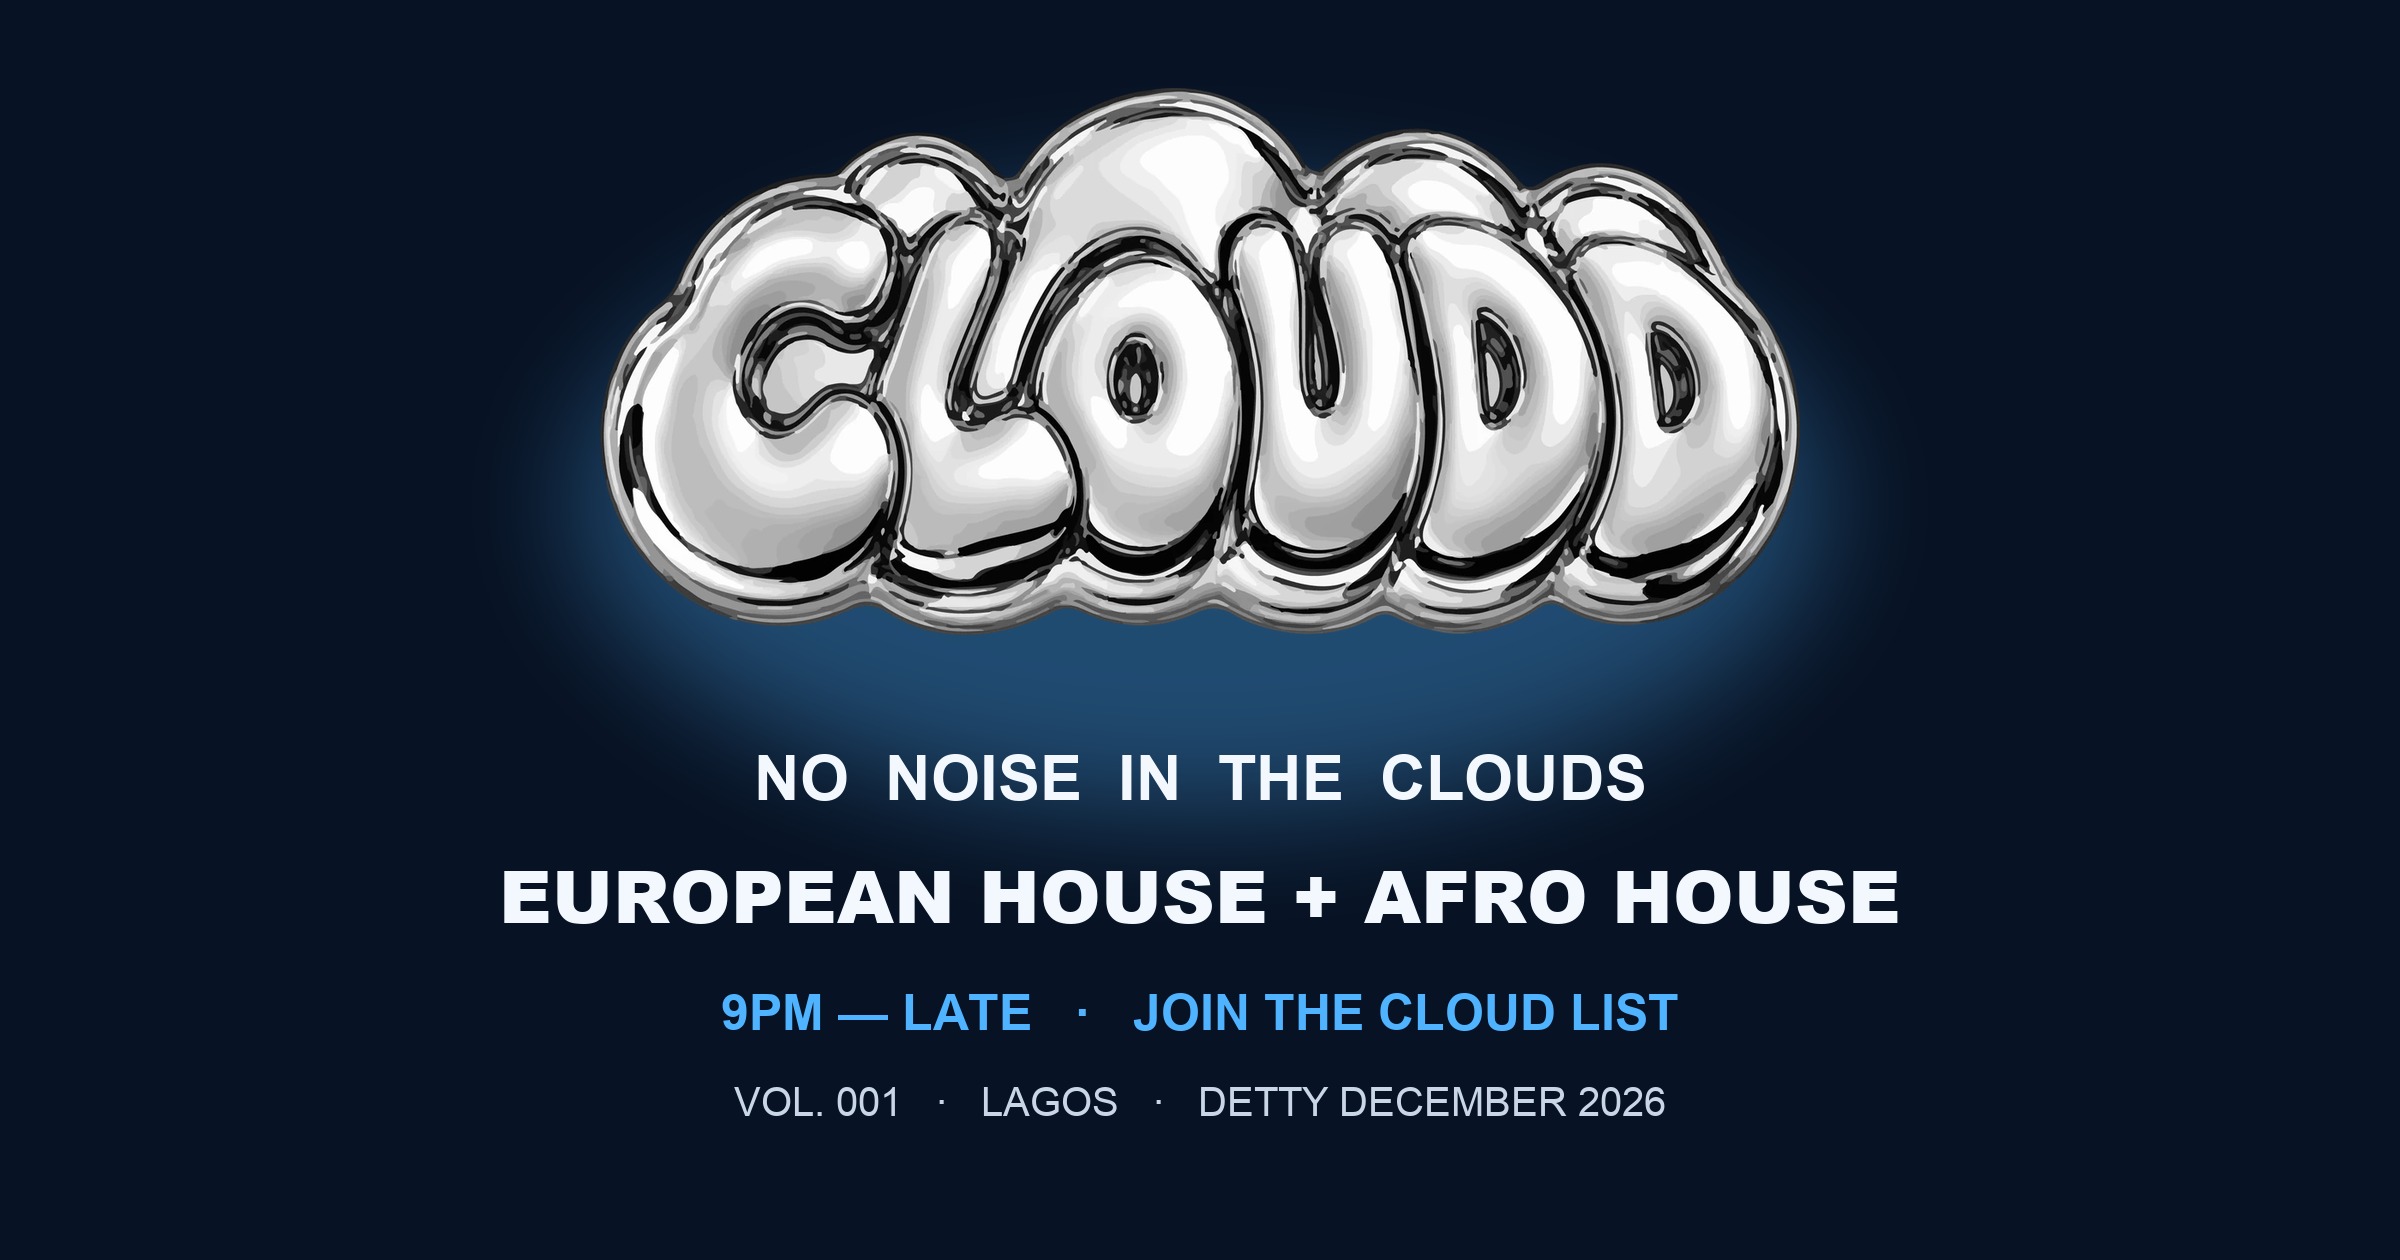 CLOUDD
NO NOISE IN THE CLOUDS
EUROPEAN HOUSE + AFRO HOUSE
9PM — LATE · JOIN THE CLOUD LIST
VOL. 001 · LAGOS · DETTY DECEMBER 2026